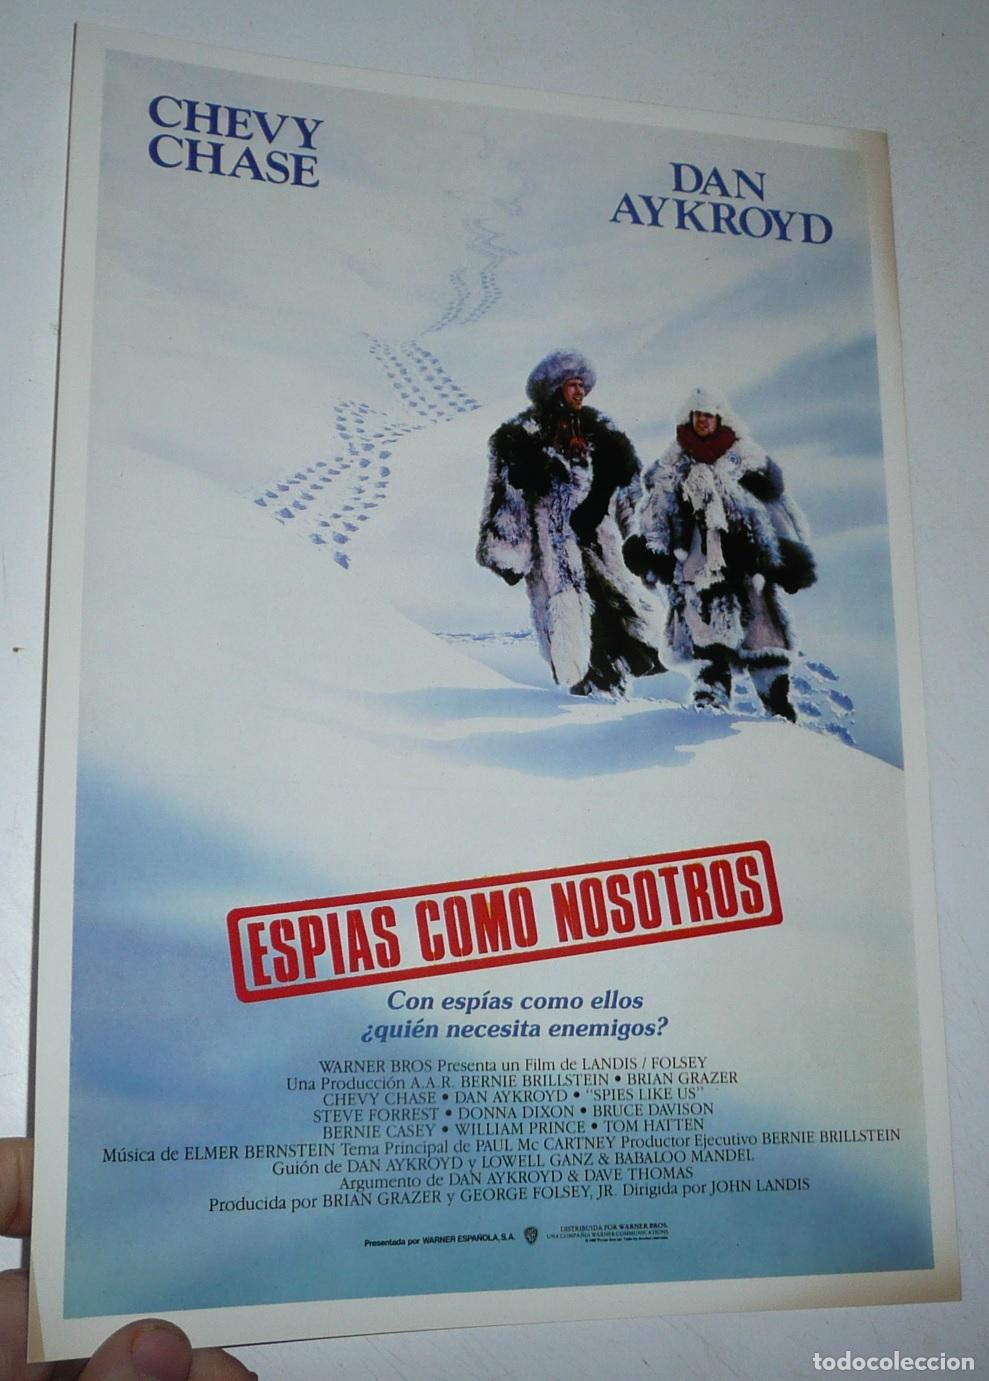 CHEVY
CHASE
DAN
AYKROYD
ESPIAS COMO NOSOTROS
Con espías como ellos
¿quién necesita enemigos?
WARNER BROS Presenta un Film de LANDIS / FOLSEY
Una Producción A.A.R. BERNIE BRILLSTEIN • BRIAN GRAZER
CHEVY CHASE • DAN AYKROYD • "SPIES LIKE US"
STEVE FORREST • DONNA DIXON • BRUCE DAVISON
BERNIE CASEY • WILLIAM PRINCE • TOM HATTEN
Música de ELMER BERNSTEIN Tema Principal de PAUL Mc CARTNEY Productor Ejecutivo BERNIE BRILLSTEIN
Guión de DAN AYKROYD y LOWELL GANZ & BABALOO MANDEL
Argumento de DAN AYKROYD & DAVE THOMAS
Producida por BRIAN GRAZER y GEORGE FOLSEY, JR. Dirigida por JOHN LANDIS
Presentada por WARNER ESPAÑOLA, S.A.
DISTRIBUIDA POR WARNER BROS.
UNA COMPAÑIA WARNER COMMUNICATIONS
todocoleccion